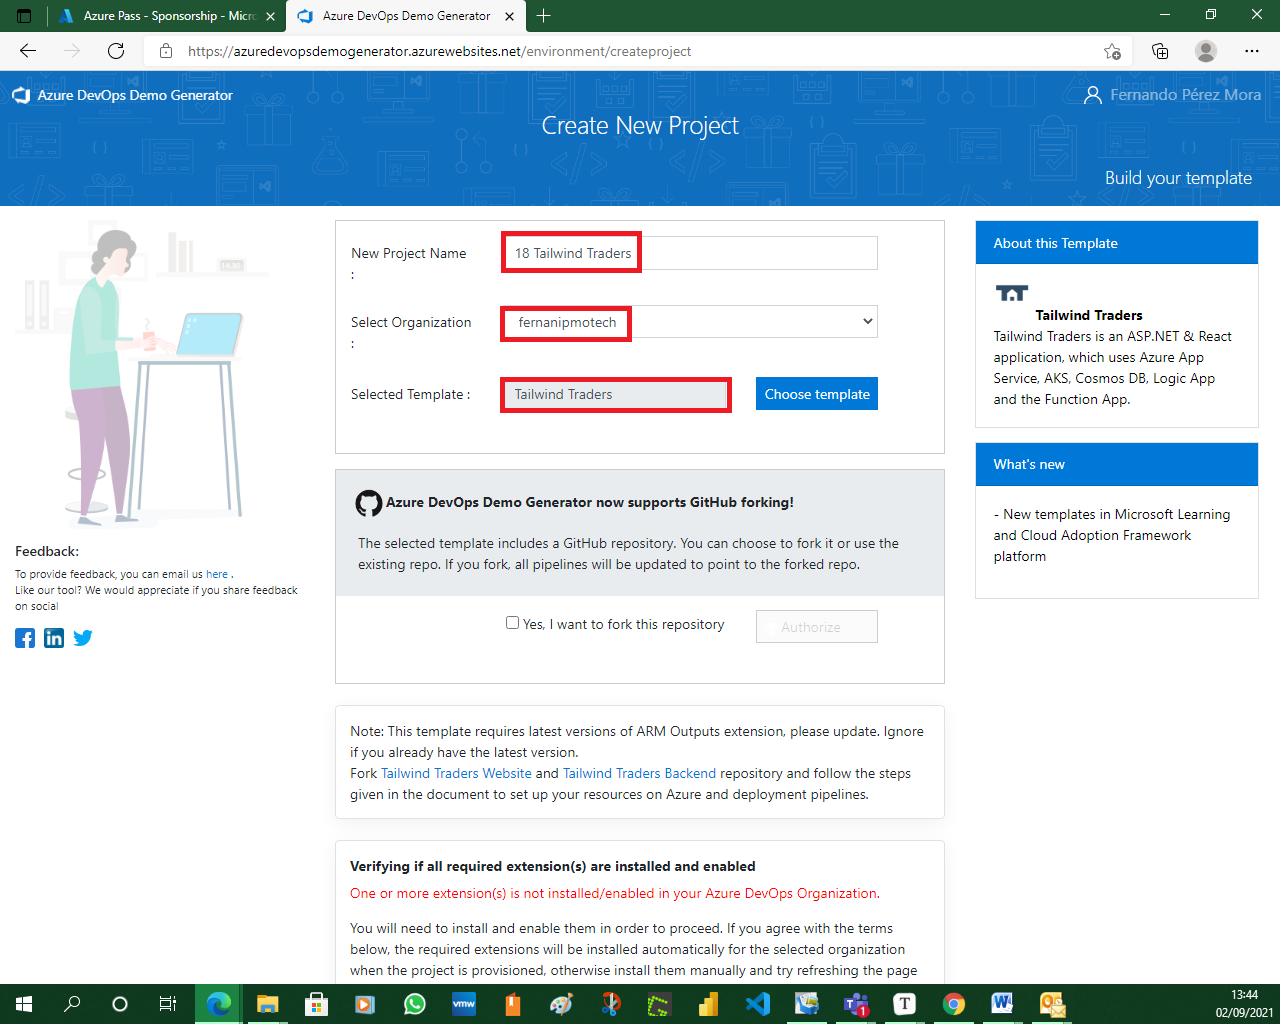 Azure Pass - Sponsorship - Micro
Azure DevOps Demo Generator
https://azuredevopsdemogenerator.azurewebsites.net/environment/createproject
Azure DevOps Demo Generator
Fernando Pérez Mora
Create New Project
Build your template
New Project Name
:
18 Tailwind Traders
Select Organization
:
fernanipmotech
Selected Template :
Tailwind Traders
Choose template
About this Template
Tailwind Traders
Tailwind Traders is an ASP.NET & React
application, which uses Azure App
Service, AKS, Cosmos DB, Logic App
and the Function App.
What's new
- New templates in Microsoft Learning
and Cloud Adoption Framework
platform
Azure DevOps Demo Generator now supports GitHub forking!
The selected template includes a GitHub repository. You can choose to fork it or use the
existing repo. If you fork, all pipelines will be updated to point to the forked repo.
Yes, I want to fork this repository
Authorize
Feedback:
To provide feedback, you can email us here .
Like our tool? We would appreciate if you share feedback
on social
Note: This template requires latest versions of ARM Outputs extension, please update. Ignore
if you already have the latest version.
Fork Tailwind Traders Website and Tailwind Traders Backend repository and follow the steps
given in the document to set up your resources on Azure and deployment pipelines.
Verifying if all required extension(s) are installed and enabled
One or more extension(s) is not installed/enabled in your Azure DevOps Organization.
You will need to install and enable them in order to proceed. If you agree with the terms
below, the required extensions will be installed automatically for the selected organization
when the project is provisioned, otherwise install them manually and try refreshing the page
vmw
13:44
02/09/2021